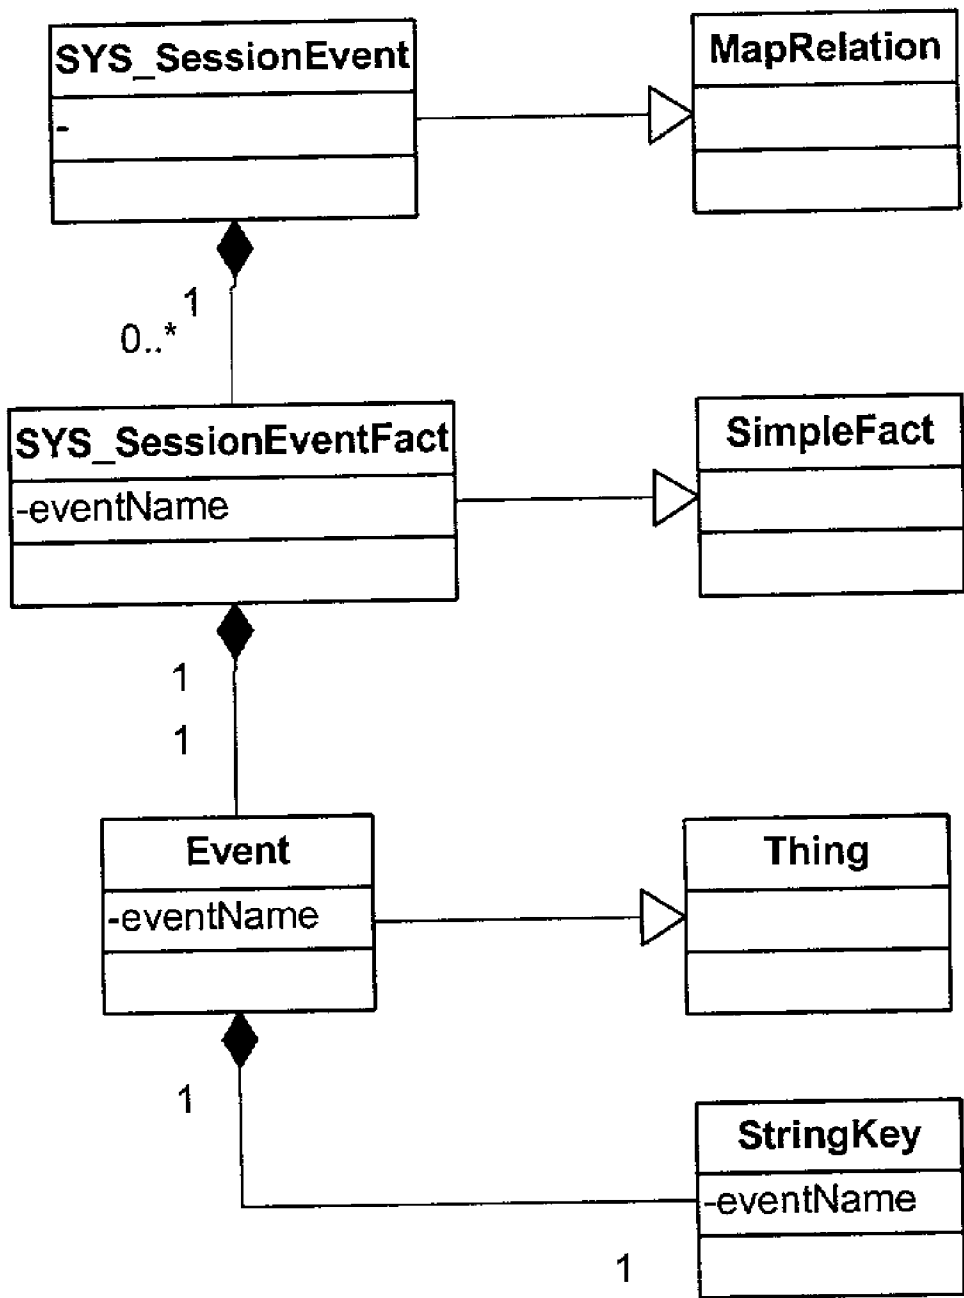 SYS_SessionEvent
-
MapRelation
1
0..*
SYS_SessionEventFact
-eventName
SimpleFact
1
1
Event
-eventName
Thing
1
StringKey
-eventName
1